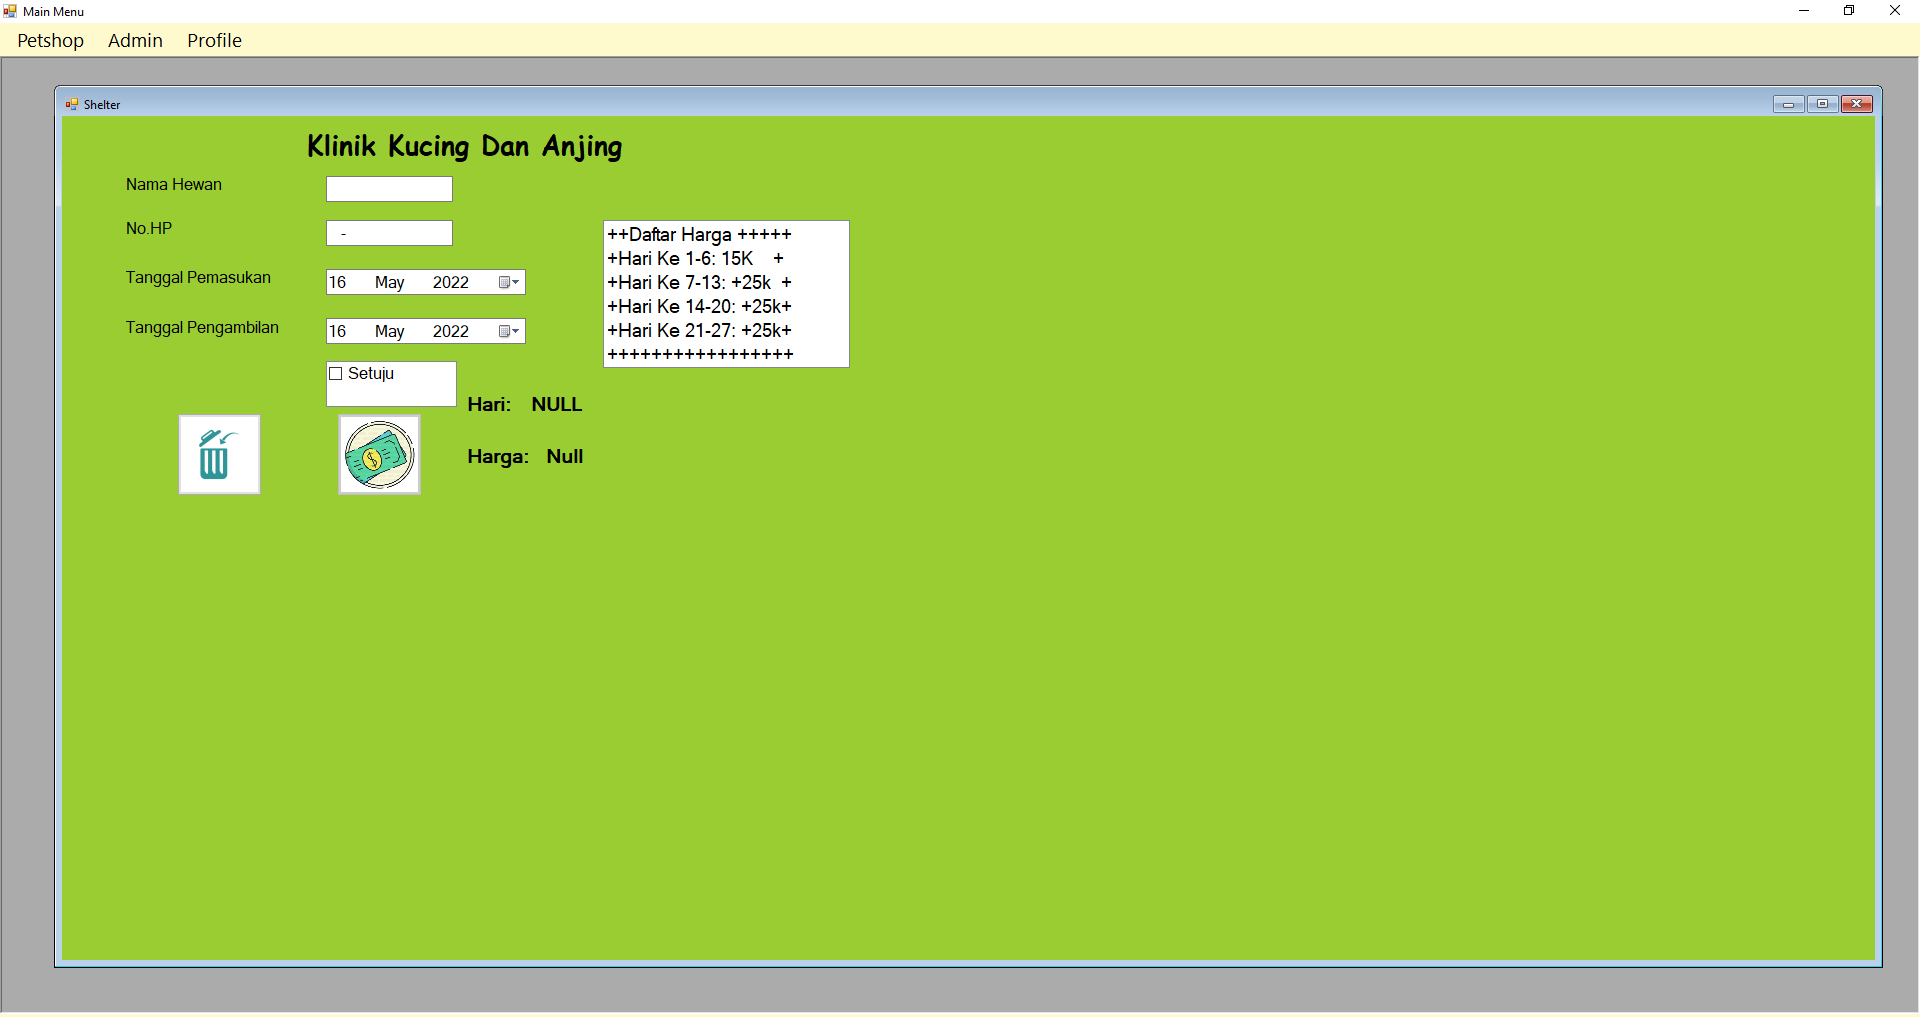 Main Menu
Petshop Admin Profile
Shelter
Klinik Kucing Dan Anjing
Nama Hewan
No.HP
-
Tanggal Pemasukan
16 May 2022
Tanggal Pengambilan
16 May 2022
++Daftar Harga +++++
+Hari Ke 1-6: 15K +
+Hari Ke 7-13: +25k +
+Hari Ke 14-20: +25k+
+Hari Ke 21-27: +25k+
+++++++++++++++++
Setuju
Hari: NULL
Harga: Null